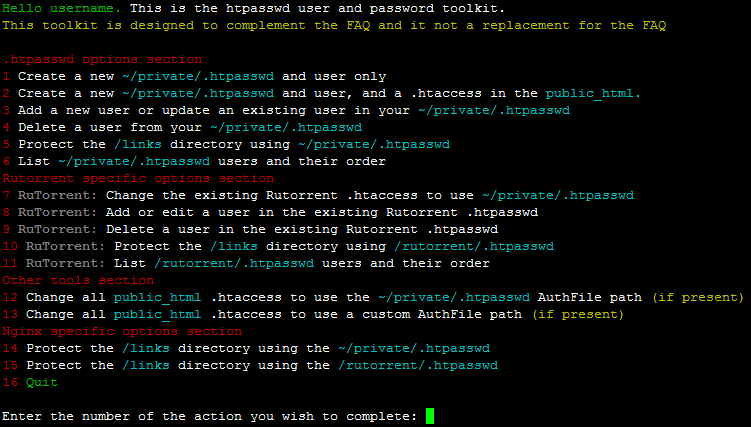 Hello username. This is the htpasswd user and password toolkit.
This toolkit is designed to complement the FAQ and it not a replacement for the FAQ
.htpasswd options section
1 Create a new ~/private/.htpasswd and user only
2 Create a new ~/private/.htpasswd and user, and a .htaccess in the public_html.
3 Add a new user or update an existing user in your ~/private/.htpasswd
4 Delete a user from your ~/private/.htpasswd
5 Protect the /links directory using ~/private/.htpasswd
6 List ~/private/.htpasswd users and their order
Rutorrent specific options section
7 RuTorrent: Change the existing Rutorrent .htaccess to use ~/private/.htpasswd
8 RuTorrent: Add or edit a user in the existing Rutorrent .htpasswd
9 RuTorrent: Delete a user in the existing Rutorrent .htpasswd
10 RuTorrent: Protect the /links directory using /rutorrent/.htpasswd
11 RuTorrent: List /rutorrent/.htpasswd users and their order
Other tools section
12 Change all public_html .htaccess to use the ~/private/.htpasswd AuthFile path (if present)
13 Change all public_html .htaccess to use a custom AuthFile path (if present)
Nginx specific options section
14 Protect the /links directory using the ~/private/.htpasswd
15 Protect the /links directory using the /rutorrent/.htpasswd
16 Quit
Enter the number of the action you wish to complete: